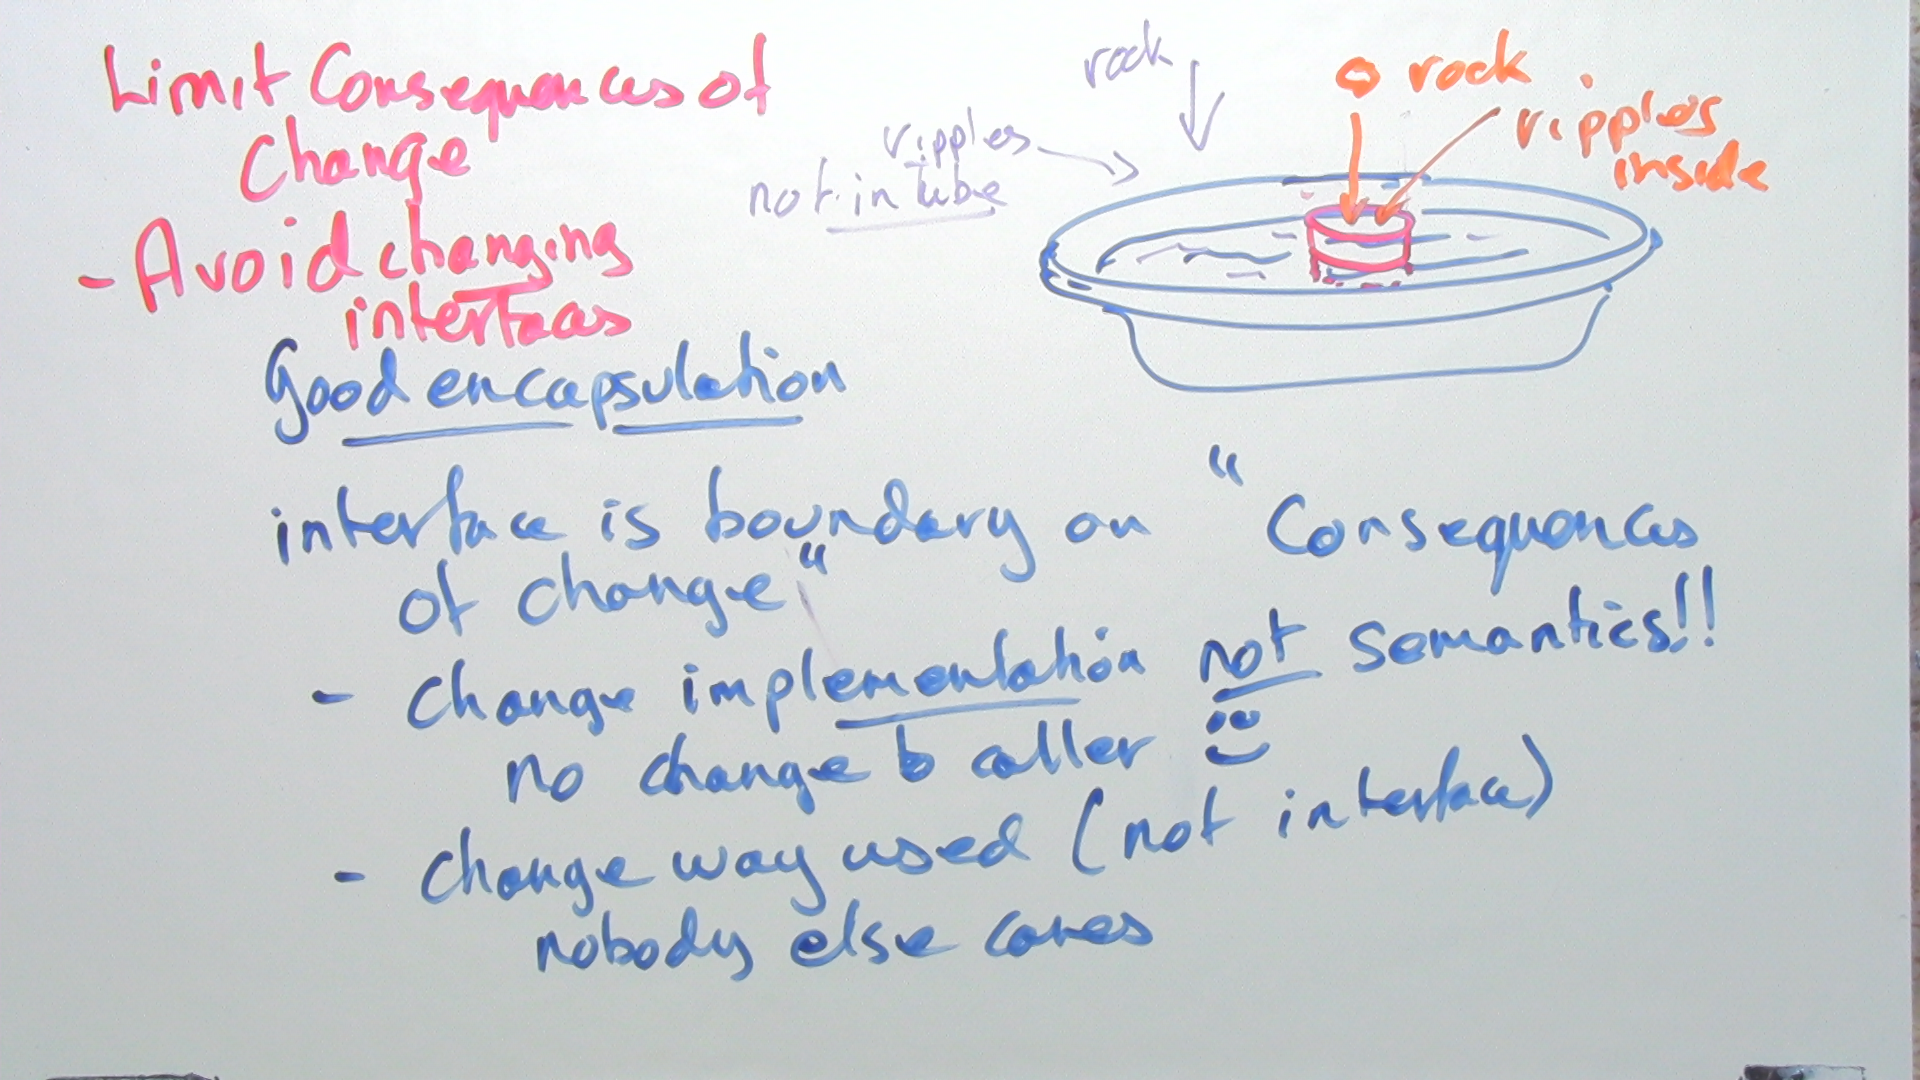 Limit Consequences of
Change
- Avoid changing
interfaces
Good encapsulation
interface is boundary on "Consequences
of change"
- change implementation not semantics!!
no change to caller
- change way used (not interface)
nobody else cares
rock
ripples
not in tube
rock
ripples
inside